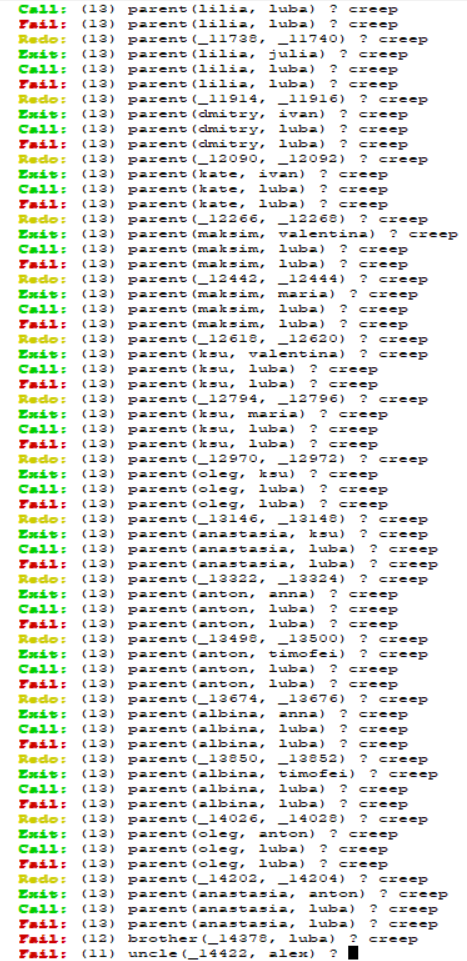 Call: (13) parent(lilia, luba) ? creep
Fail: (13) parent(lilia, luba) ? creep
Redo: (13) parent(_11738, _11740) ? creep
Exit: (13) parent(lilia, julia) ? creep
Call: (13) parent(lilia, luba) ? creep
Fail: (13) parent(lilia, luba) ? creep
Redo: (13) parent(_11914, _11916) ? creep
Exit: (13) parent(dmitry, ivan) ? creep
Call: (13) parent(dmitry, luba) ? creep
Fail: (13) parent(dmitry, luba) ? creep
Redo: (13) parent(_12090, _12092) ? creep
Exit: (13) parent(kate, ivan) ? creep
Call: (13) parent(kate, luba) ? creep
Fail: (13) parent(kate, luba) ? creep
Redo: (13) parent(_12266, _12268) ? creep
Exit: (13) parent(maksim, valentina) ? creep
Call: (13) parent(maksim, luba) ? creep
Fail: (13) parent(maksim, luba) ? creep
Redo: (13) parent(_12442, _12444) ? creep
Exit: (13) parent(maksim, maria) ? creep
Call: (13) parent(maksim, luba) ? creep
Fail: (13) parent(maksim, luba) ? creep
Redo: (13) parent(_12618, _12620) ? creep
Exit: (13) parent(ksu, valentina) ? creep
Call: (13) parent(ksu, luba) ? creep
Fail: (13) parent(ksu, luba) ? creep
Redo: (13) parent(_12794, _12796) ? creep
Exit: (13) parent(ksu, maria) ? creep
Call: (13) parent(ksu, luba) ? creep
Fail: (13) parent(ksu, luba) ? creep
Redo: (13) parent(_12970, _12972) ? creep
Exit: (13) parent(oleg, ksu) ? creep
Call: (13) parent(oleg, luba) ? creep
Fail: (13) parent(oleg, luba) ? creep
Redo: (13) parent(_13146, _13148) ? creep
Exit: (13) parent(anastasia, ksu) ? creep
Call: (13) parent(anastasia, luba) ? creep
Fail: (13) parent(anastasia, luba) ? creep
Redo: (13) parent(_13322, _13324) ? creep
Exit: (13) parent(anton, anna) ? creep
Call: (13) parent(anton, luba) ? creep
Fail: (13) parent(anton, luba) ? creep
Redo: (13) parent(_13498, _13500) ? creep
Exit: (13) parent(anton, timofei) ? creep
Call: (13) parent(anton, luba) ? creep
Fail: (13) parent(anton, luba) ? creep
Redo: (13) parent(_13674, _13676) ? creep
Exit: (13) parent(albina, anna) ? creep
Call: (13) parent(albina, luba) ? creep
Fail: (13) parent(albina, luba) ? creep
Redo: (13) parent(_13850, _13852) ? creep
Exit: (13) parent(albina, timofei) ? creep
Call: (13) parent(albina, luba) ? creep
Fail: (13) parent(albina, luba) ? creep
Redo: (13) parent(_14026, _14028) ? creep
Exit: (13) parent(oleg, anton) ? creep
Call: (13) parent(oleg, luba) ? creep
Fail: (13) parent(oleg, luba) ? creep
Redo: (13) parent(_14202, _14204) ? creep
Exit: (13) parent(anastasia, anton) ? creep
Call: (13) parent(anastasia, luba) ? creep
Fail: (13) parent(anastasia, luba) ? creep
Fail: (12) brother(_14378, luba) ? creep
Fail: (11) uncle(_14422, alex) ?